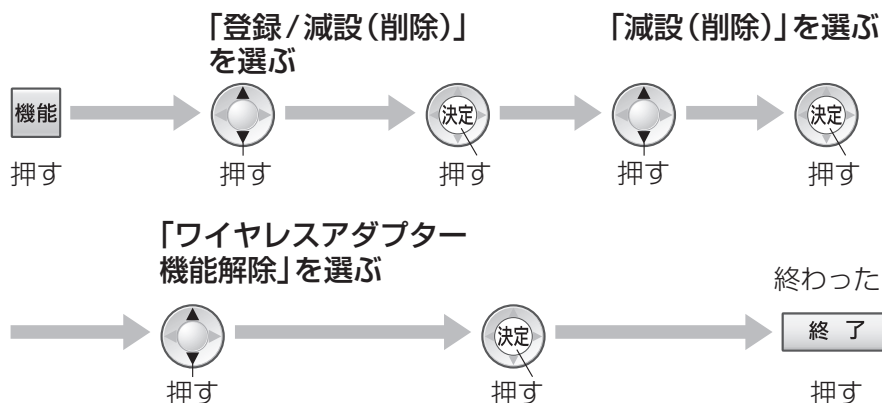 「登録/減設(削除)」
を選ぶ
「減設(削除)」を選ぶ
機能
決定
決定
押す
押す
押す
押す
押す
「ワイヤレスアダプター
機能解除」を選ぶ
終わった
決定
終 了
押す
押す
押す